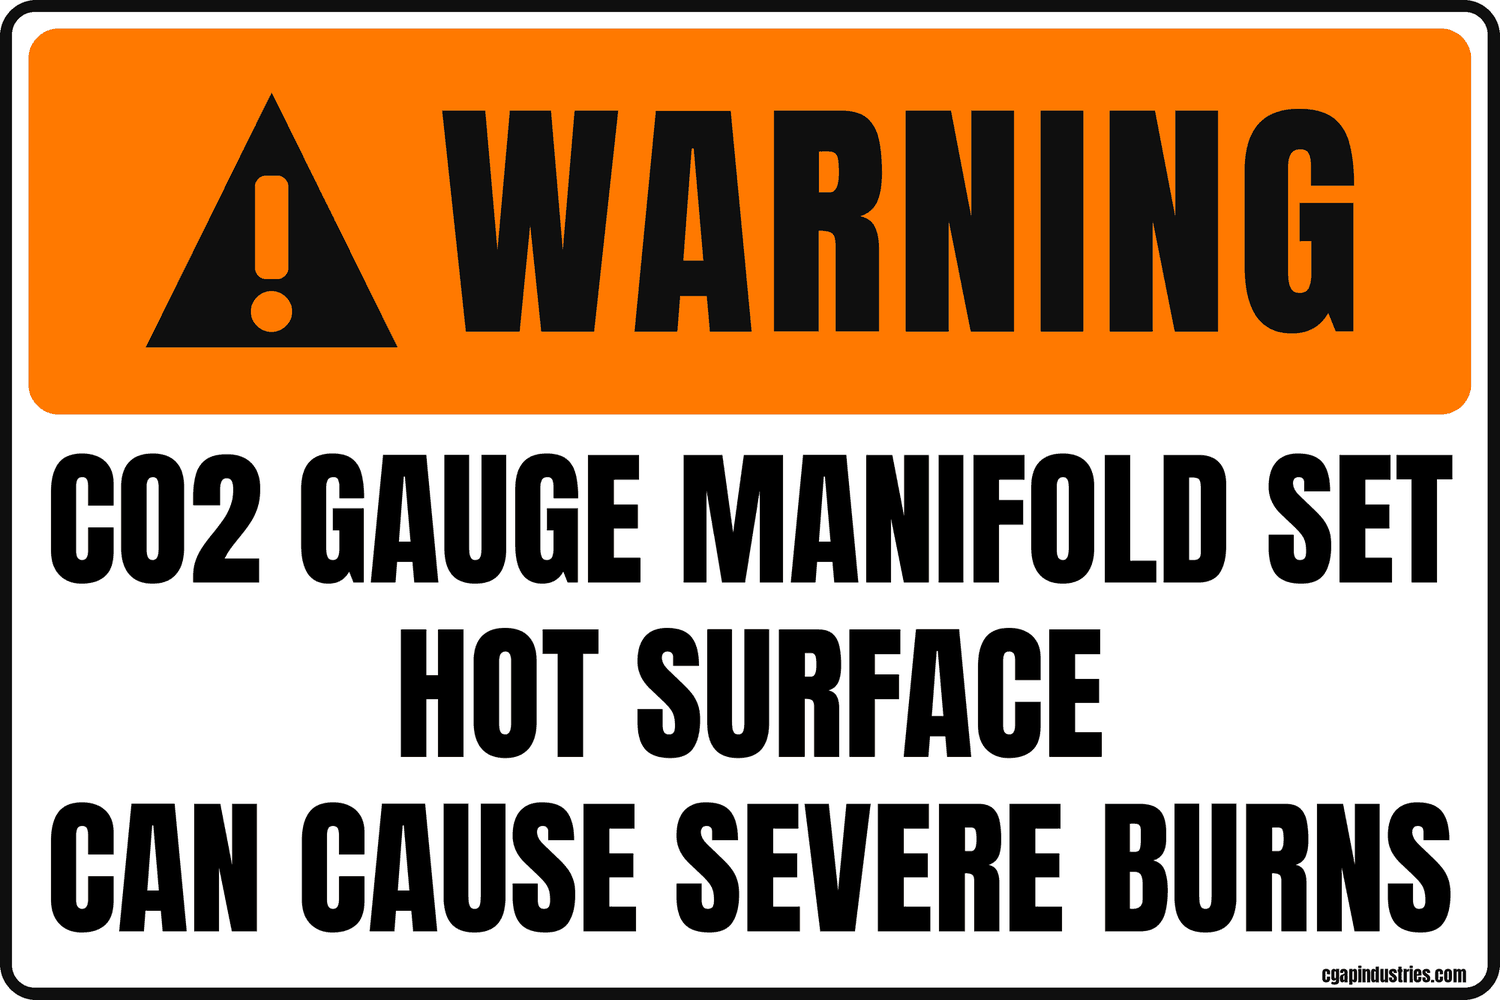 WARNING
CO2 GAUGE MANIFOLD SET
HOT SURFACE
CAN CAUSE SEVERE BURNS
cgapindustries.com